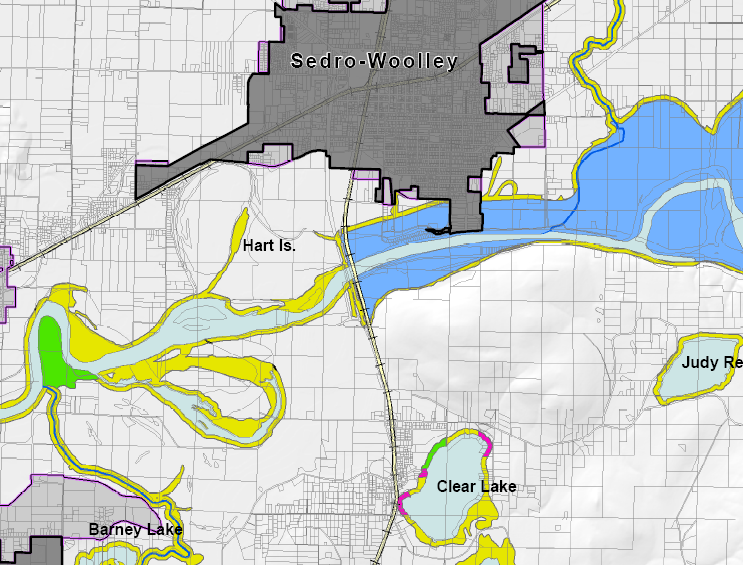 Sedro-Woolley
Hart Is.
Judy Re
Clear Lake
Barney Lake